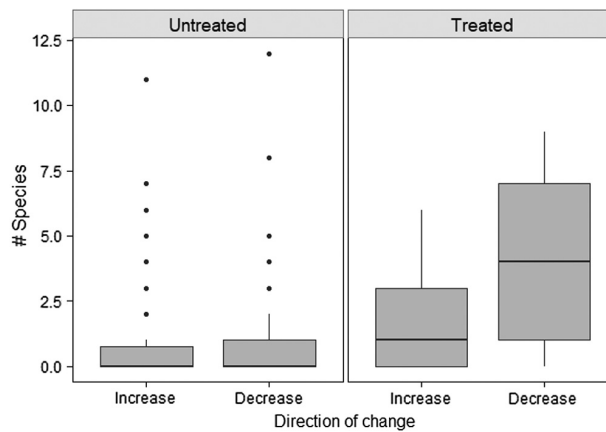 Untreated
Treated
12.5
10.0
7.5
5.0
2.5
0.0
# Species
Increase
Decrease
Increase
Decrease
Direction of change